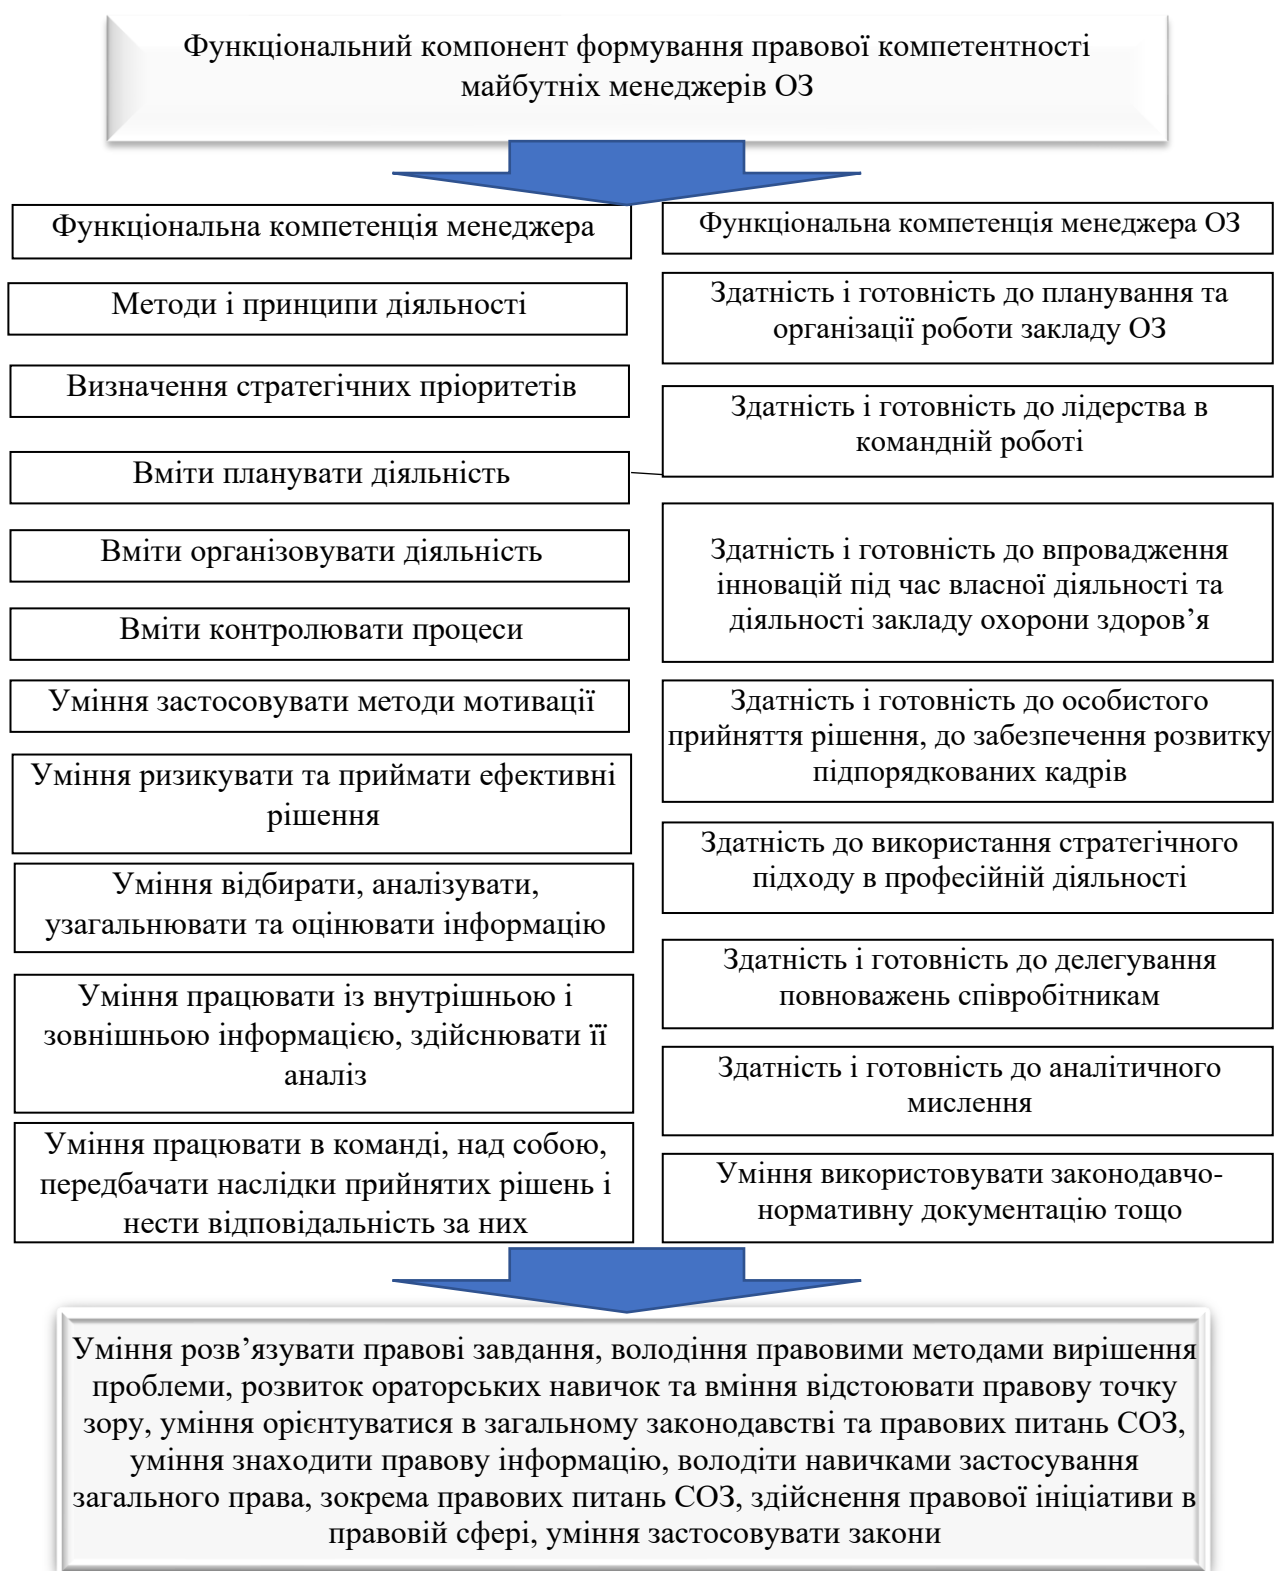 Функціональний компонент формування правової компетентності
майбутніх менеджерів ОЗ
Функціональна компетенція менеджера
Методи і принципи діяльності
Визначення стратегічних пріоритетів
Вміти планувати діяльність
Вміти організовувати діяльність
Вміти контролювати процеси
Уміння застосовувати методи мотивації
Уміння ризикувати та приймати ефективні
рішення
Уміння відбирати, аналізувати,
узагальнювати та оцінювати інформацію
Уміння працювати із внутрішньою і
зовнішньою інформацією, здійснювати її
аналіз
Уміння працювати в команді, над собою,
передбачати наслідки прийнятих рішень і
нести відповідальність за них
Функціональна компетенція менеджера ОЗ
Здатність і готовність до планування та
організації роботи закладу ОЗ
Здатність і готовність до лідерства в
командній роботі
Здатність і готовність до впровадження
інновацій під час власної діяльності та
діяльності закладу охорони здоров’я
Здатність і готовність до особистого
прийняття рішення, до забезпечення розвитку
підпорядкованих кадрів
Здатність до використання стратегічного
підходу в професійній діяльності
Здатність і готовність до делегування
повноважень співробітникам
Здатність і готовність до аналітичного
мислення
Уміння використовувати законодавчо-
нормативну документацію тощо
Уміння розв’язувати правові завдання, володіння правовими методами вирішення
проблеми, розвиток ораторських навичок та вміння відстоювати правову точку
зору, уміння орієнтуватися в загальному законодавстві та правових питань СОЗ,
уміння знаходити правову інформацію, володіти навичками застосування
загального права, зокрема правових питань СОЗ, здійснення правової ініціативи в
правовій сфері, уміння застосовувати закони